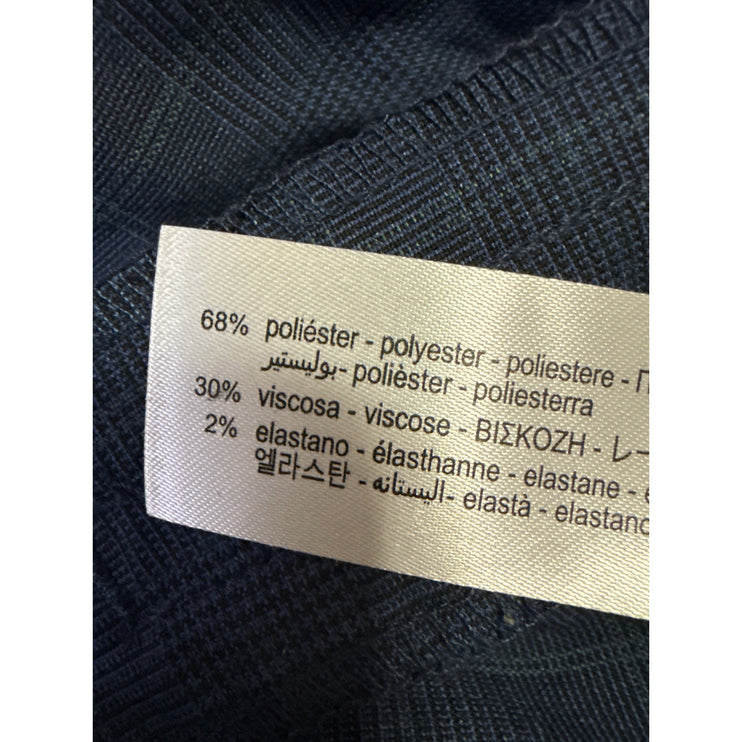 68% poliéster - polyester - poliestere -
بوليستير- polièster - poliesterra
30% viscosa - viscose - ΒΙΣΚΟΖΗ - レー
2% elastano - élasthanne - elastane -
엘라스탄 - اليستانه- elastà - elastano